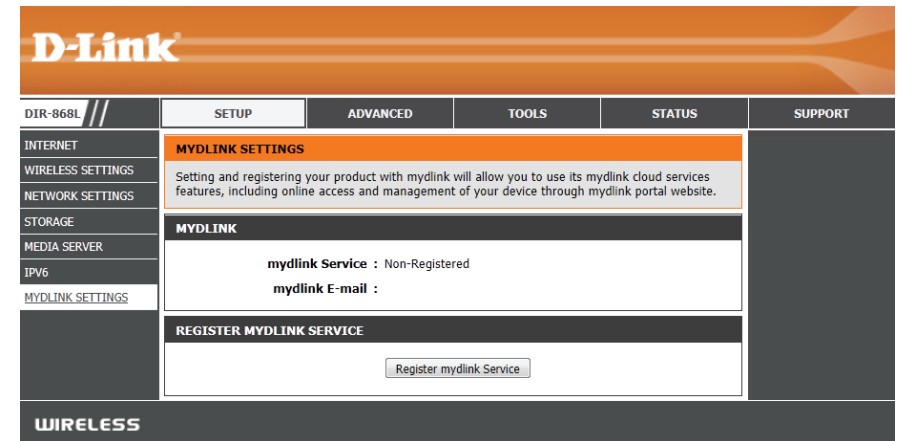 D-Link®
DIR-868L
SETUP
ADVANCED
TOOLS
STATUS
SUPPORT
INTERNET
WIRELESS SETTINGS
NETWORK SETTINGS
STORAGE
MEDIA SERVER
IPV6
MYDLINK SETTINGS
MYDLINK SETTINGS
Setting and registering your product with mydlink will allow you to use its mydlink cloud services
features, including online access and management of your device through mydlink portal website.
MYDLINK
mydlink Service : Non-Registered
mydlink E-mail :
REGISTER MYDLINK SERVICE
Register mydlink Service
WIRELESS